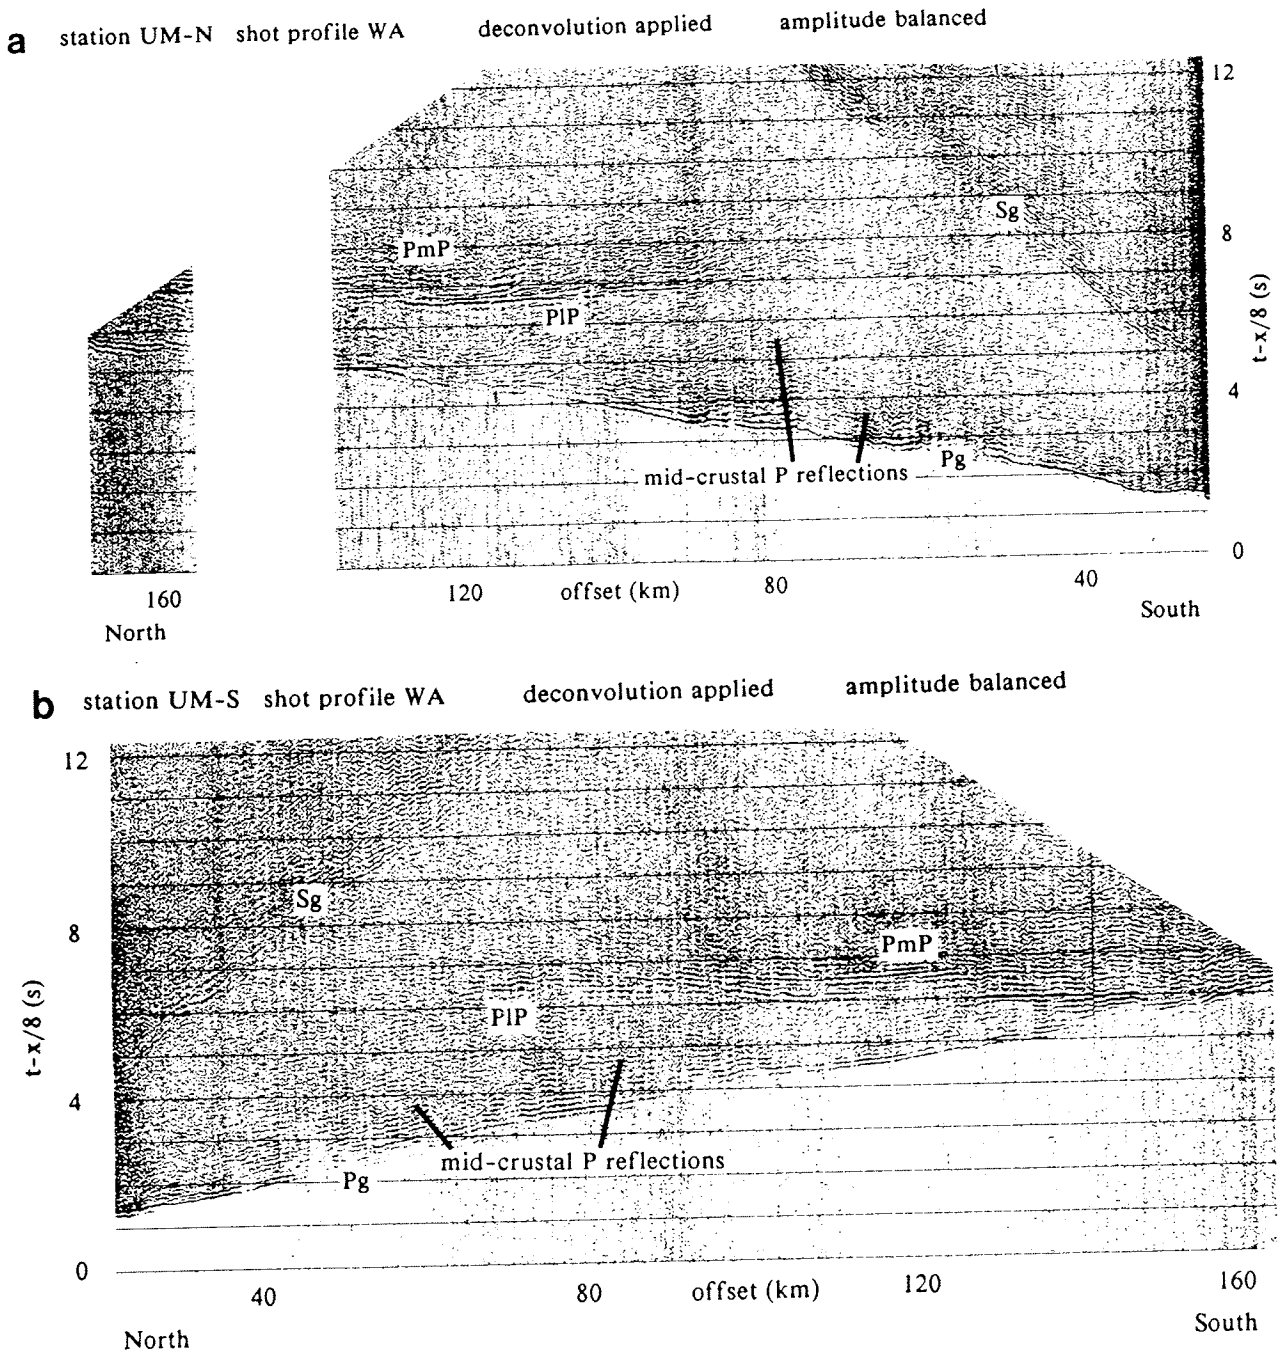 a station UM-N shot profile WA deconvolution applied amplitude balanced
12
Sg
8
PmP
PlP
t-x/8 (s)
4
Pg
mid-crustal P reflections
0
160 120 offset (km) 80 40
North South
b station UM-S shot profile WA deconvolution applied amplitude balanced
12
Sg
8
PmP
PlP
t-x/8 (s)
4
mid-crustal P reflections
Pg
0
40 80 offset (km) 120 160
North South